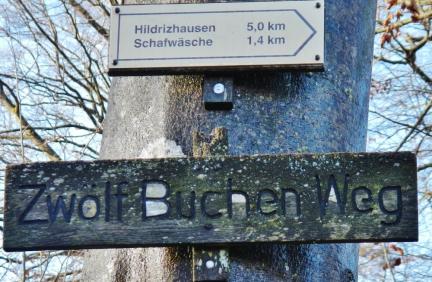 Hildrizhausen 5,0 km
Schafwäsche 1,4 km
Zwölf Buchen Weg